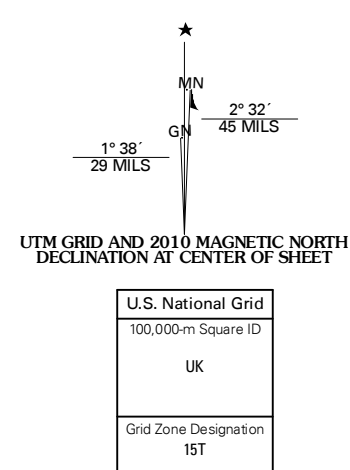 ★
MN
GN
2° 32´
45 MILS
1° 38´
29 MILS
UTM GRID AND 2010 MAGNETIC NORTH
DECLINATION AT CENTER OF SHEET
U.S. National Grid
100,000-m Square ID
UK
Grid Zone Designation
15T